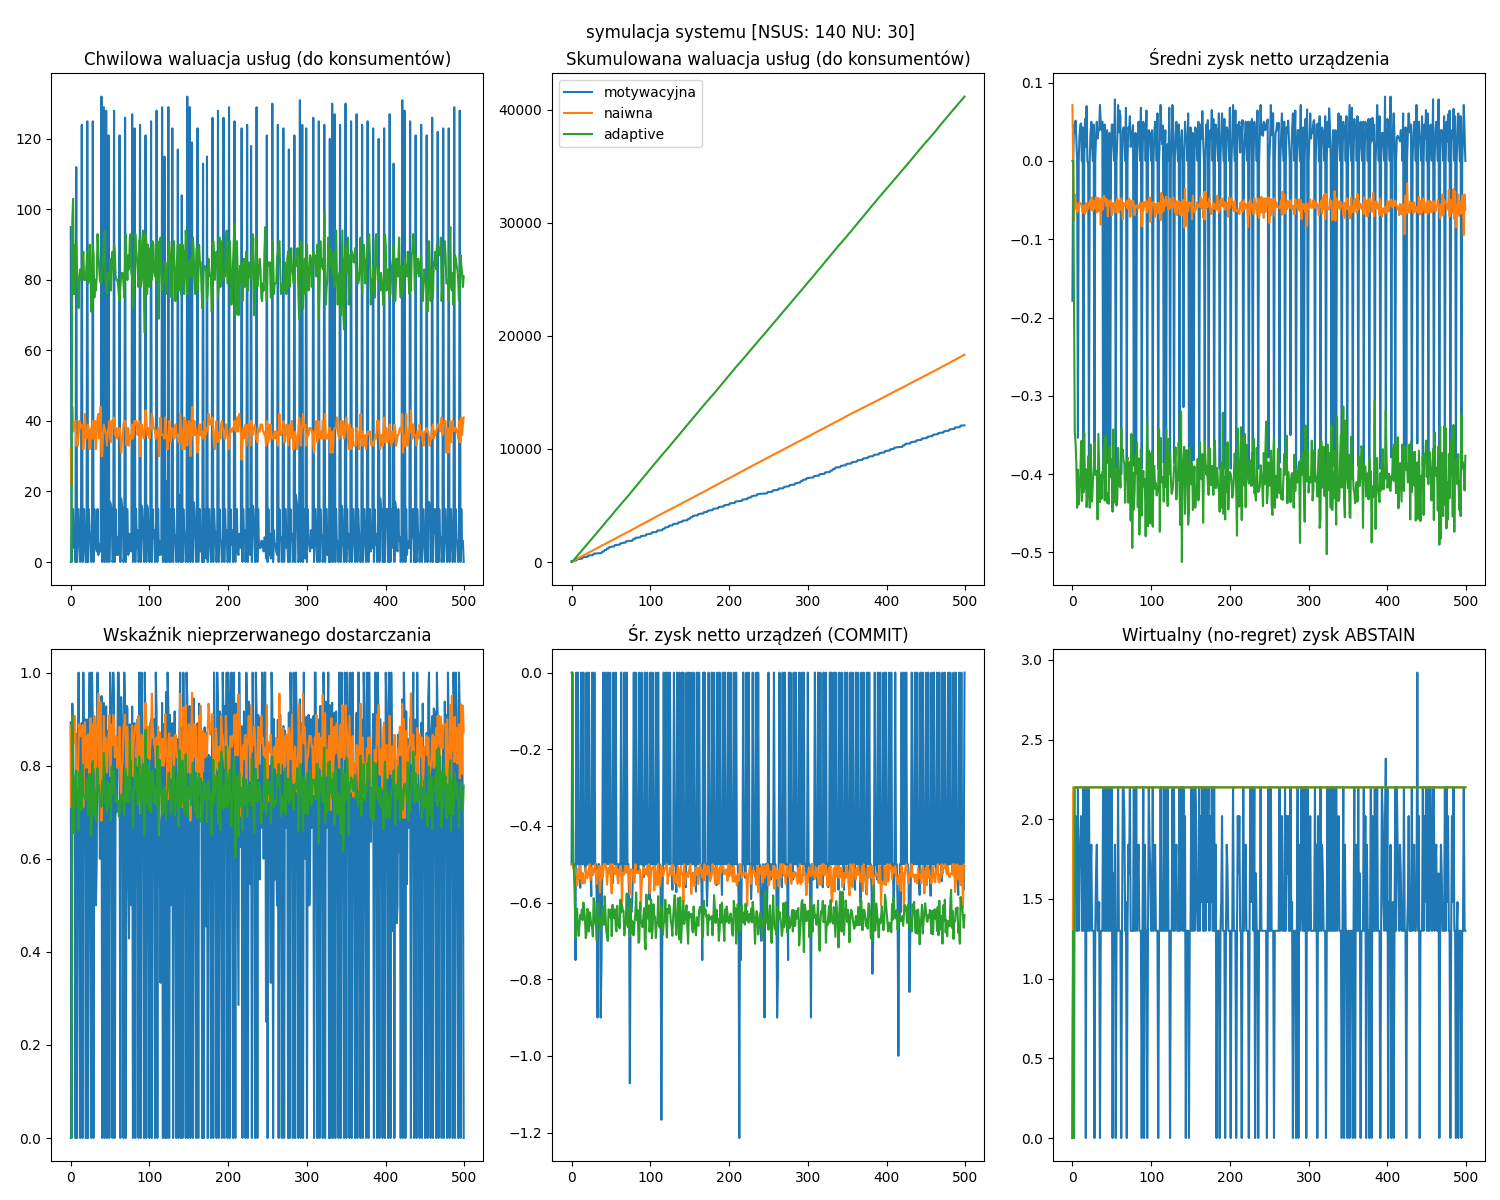 symulacja systemu [NSUS: 140 NU: 30]
Chwilowa waluacja usług (do konsumentów)
120
100
80
60
40
20
0
0 100 200 300 400 500
Skumulowana waluacja usług (do konsumentów)
motywacyjna
naiwna
adaptive
40000
30000
20000
10000
0
0 100 200 300 400 500
Średni zysk netto urządzenia
0.1
0.0
−0.1
−0.2
−0.3
−0.4
−0.5
0 100 200 300 400 500
Wskaźnik nieprzerwanego dostarczania
1.0
0.8
0.6
0.4
0.2
0.0
0 100 200 300 400 500
Śr. zysk netto urządzeń (COMMIT)
0.0
−0.2
−0.4
−0.6
−0.8
−1.0
−1.2
0 100 200 300 400 500
Wirtualny (no-regret) zysk ABSTAIN
3.0
2.5
2.0
1.5
1.0
0.5
0.0
0 100 200 300 400 500